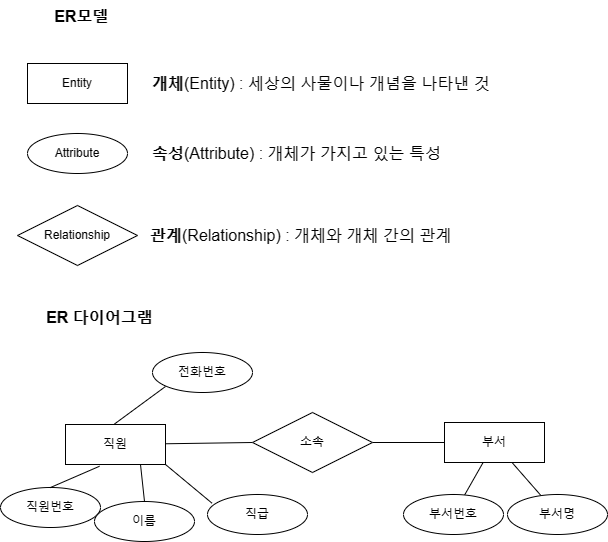 ER모델
Entity
개체(Entity) : 세상의 사물이나 개념을 나타낸 것
Attribute
속성(Attribute) : 개체가 가지고 있는 특성
Relationship
관계(Relationship) : 개체와 개체 간의 관계
ER 다이어그램
전화번호
직원
소속
부서
직원번호
이름
직급
부서번호
부서명